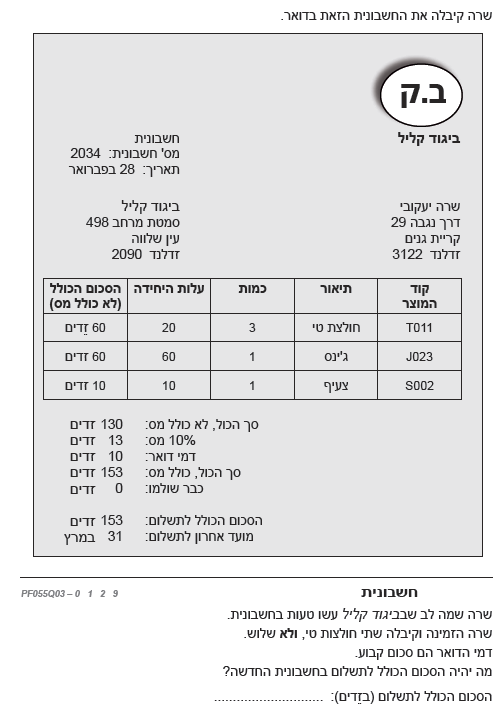 שרה קיבלה את החשבונית הזאת בדואר.
ב.ק
ביגוד קליל
חשבונית
מס' חשבונית: 2034
תאריך: 28 בפברואר
שרה יעקובי
דרך נגבה 29
קריית גנים
זדלנד 3122
ביגוד קליל
סמטת מרחב 498
עין שלווה
זדלנד 2090
קוד המוצר תיאור כמות עלות היחידה הסכום הכולל (לא כולל מס)
T011 חולצת טי 3 20 60 זֵדים
J023 ג'ינס 1 60 60 זדים
S002 צעיף 1 10 10 זדים
סך הכול, לא כולל מס: 130 זדים
10% מס: 13 זדים
דמי דואר: 10 זדים
סך הכול, כולל מס: 153 זדים
כבר שולמו: 0 זדים
הסכום הכולל לתשלום: 153 זדים
מועד אחרון לתשלום: 31 במרץ
חשבונית
PF055Q03 – 0 1 2 9
שרה שמה לב שבביגוד קליל עשו טעות בחשבונית.
שרה הזמינה וקיבלה שתי חולצות טי, ולא שלוש.
דמי הדואר הם סכום קבוע.
מה יהיה הסכום הכולל לתשלום בחשבונית החדשה?
הסכום הכולל לתשלום (בזֵדים): ............................